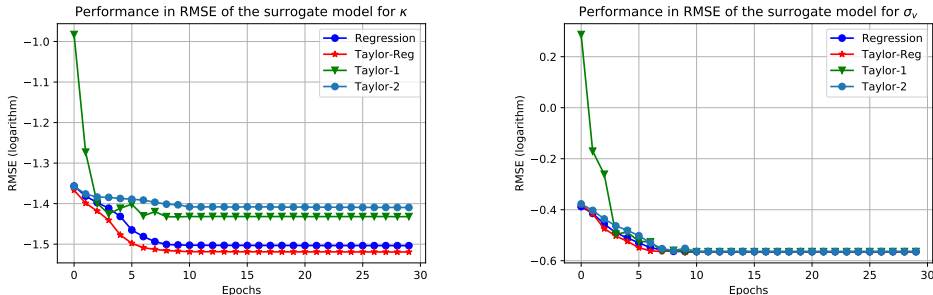 Performance in RMSE of the surrogate model for κ
RMSE (logarithm)
−1.0
−1.1
−1.2
−1.3
−1.4
−1.5
0
5
10
15
20
25
30
Epochs
Regression
Taylor-Reg
Taylor-1
Taylor-2
Performance in RMSE of the surrogate model for σᵥ
RMSE (logarithm)
0.2
0.0
−0.2
−0.4
−0.6
0
5
10
15
20
25
30
Epochs
Regression
Taylor-Reg
Taylor-1
Taylor-2